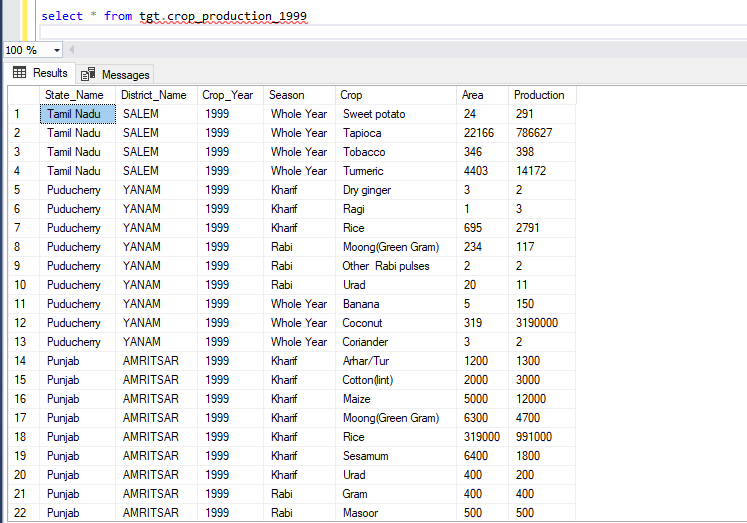 select * from tgt.crop_production_1999
100 %
Results Messages
State_Name District_Name Crop_Year Season Crop Area Production
1 Tamil Nadu SALEM 1999 Whole Year Sweet potato 24 291
2 Tamil Nadu SALEM 1999 Whole Year Tapioca 22166 786627
3 Tamil Nadu SALEM 1999 Whole Year Tobacco 346 398
4 Tamil Nadu SALEM 1999 Whole Year Turmeric 4403 14172
5 Puducherry YANAM 1999 Kharif Dry ginger 3 2
6 Puducherry YANAM 1999 Kharif Ragi 1 3
7 Puducherry YANAM 1999 Kharif Rice 695 2791
8 Puducherry YANAM 1999 Rabi Moong(Green Gram) 234 117
9 Puducherry YANAM 1999 Rabi Other Rabi pulses 2 2
10 Puducherry YANAM 1999 Rabi Urad 20 11
11 Puducherry YANAM 1999 Whole Year Banana 5 150
12 Puducherry YANAM 1999 Whole Year Coconut 319 3190000
13 Puducherry YANAM 1999 Whole Year Coriander 3 2
14 Punjab AMRITSAR 1999 Kharif Arhar/Tur 1200 1300
15 Punjab AMRITSAR 1999 Kharif Cotton(lint) 2000 3000
16 Punjab AMRITSAR 1999 Kharif Maize 5000 12000
17 Punjab AMRITSAR 1999 Kharif Moong(Green Gram) 6300 4700
18 Punjab AMRITSAR 1999 Kharif Rice 319000 991000
19 Punjab AMRITSAR 1999 Kharif Sesamum 6400 1800
20 Punjab AMRITSAR 1999 Kharif Urad 400 200
21 Punjab AMRITSAR 1999 Rabi Gram 400 400
22 Punjab AMRITSAR 1999 Rabi Masoor 500 500